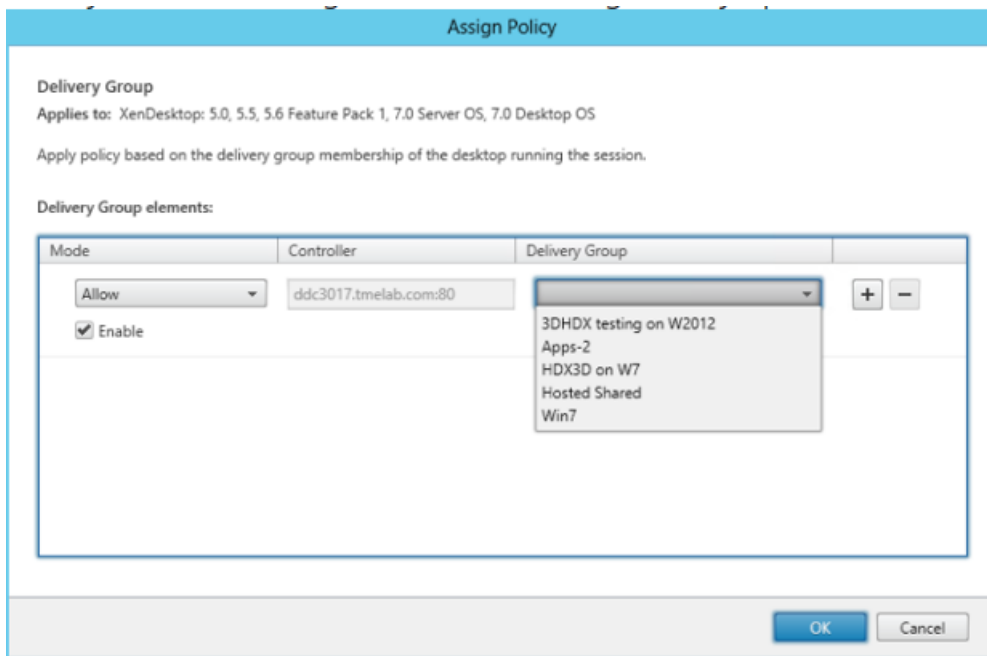 Assign Policy
Delivery Group
Applies to: XenDesktop: 5.0, 5.5, 5.6 Feature Pack 1, 7.0 Server OS, 7.0 Desktop OS
Apply policy based on the delivery group membership of the desktop running the session.
Delivery Group elements:
Mode Controller Delivery Group
Allow ddc3017.tmelab.com:80 + −
Enable
3DHDX testing on W2012
Apps-2
HDX3D on W7
Hosted Shared
Win7
OK Cancel